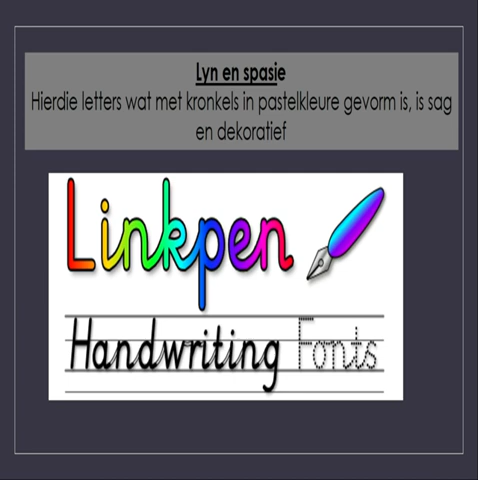 Lyn en spasie
Hierdie letters wat met kronkels in pastelkleure gevorm is, is sag
en dekoratief
Linkpen
Handwriting Fonts